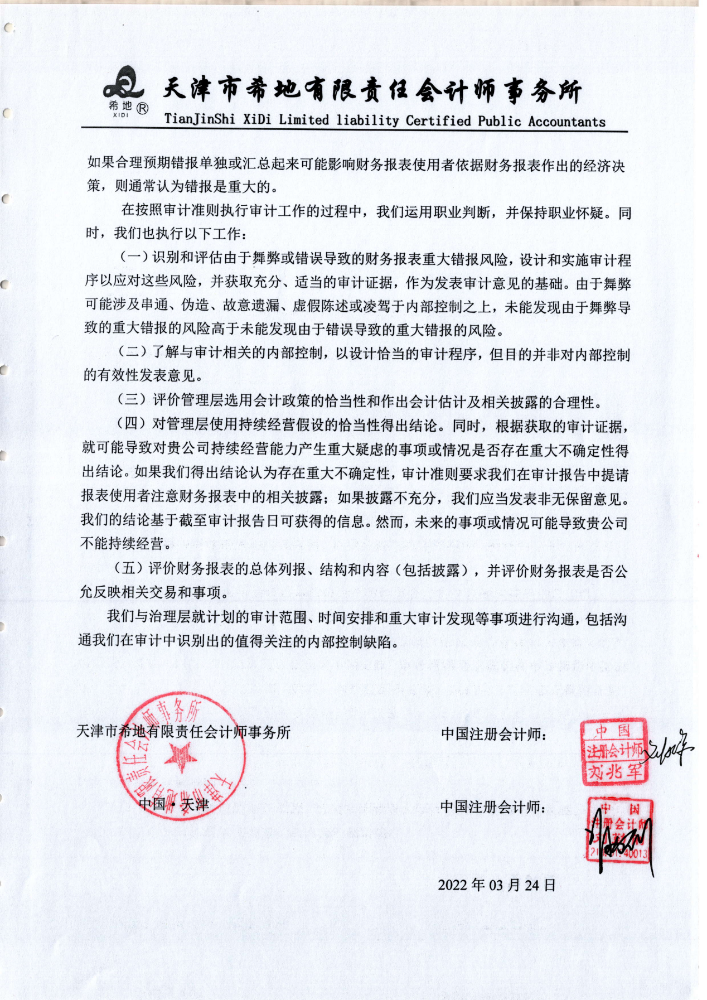 希地®
XIDI
天津市希地有限责任会计师事务所
TianJinShi XiDi Limited liability Certified Public Accountants
如果合理预期错报单独或汇总起来可能影响财务报表使用者依据财务报表作出的经济决
策，则通常认为错报是重大的。
在按照审计准则执行审计工作的过程中，我们运用职业判断，并保持职业怀疑。同
时，我们也执行以下工作：
（一）识别和评估由于舞弊或错误导致的财务报表重大错报风险，设计和实施审计程
序以应对这些风险，并获取充分、适当的审计证据，作为发表审计意见的基础。由于舞弊
可能涉及串通、伪造、故意遗漏、虚假陈述或凌驾于内部控制之上，未能发现由于舞弊导
致的重大错报的风险高于未能发现由于错误导致的重大错报的风险。
（二）了解与审计相关的内部控制，以设计恰当的审计程序，但目的并非对内部控制
的有效性发表意见。
（三）评价管理层选用会计政策的恰当性和作出会计估计及相关披露的合理性。
（四）对管理层使用持续经营假设的恰当性得出结论。同时，根据获取的审计证据，
就可能导致对贵公司持续经营能力产生重大疑虑的事项或情况是否存在重大不确定性得
出结论。如果我们得出结论认为存在重大不确定性，审计准则要求我们在审计报告中提请
报表使用者注意财务报表中的相关披露；如果披露不充分，我们应当发表非无保留意见。
我们的结论基于截至审计报告日可获得的信息。然而，未来的事项或情况可能导致贵公司
不能持续经营。
（五）评价财务报表的总体列报、结构和内容（包括披露），并评价财务报表是否公
允反映相关交易和事项。
我们与治理层就计划的审计范围、时间安排和重大审计发现等事项进行沟通，包括沟
通我们在审计中识别出的值得关注的内部控制缺陷。
天津市希地有限责任会计师事务所
天津市希地有限责任会计师事务所
中国·天津
中国注册会计师：
中国
注册会计师
刘兆军
中国注册会计师：
中国
注册会计师
2022年03月24日